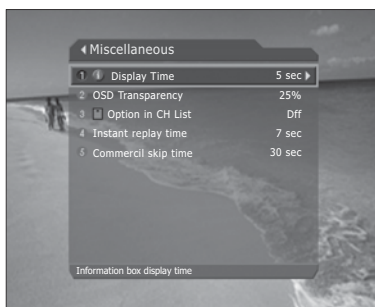 Miscellaneous
1 i Display Time 5 sec
2 OSD Transparency 25%
3 Option in CH List Dff
4 Instant replay time 7 sec
5 Commercil skip time 30 sec
Information box display time